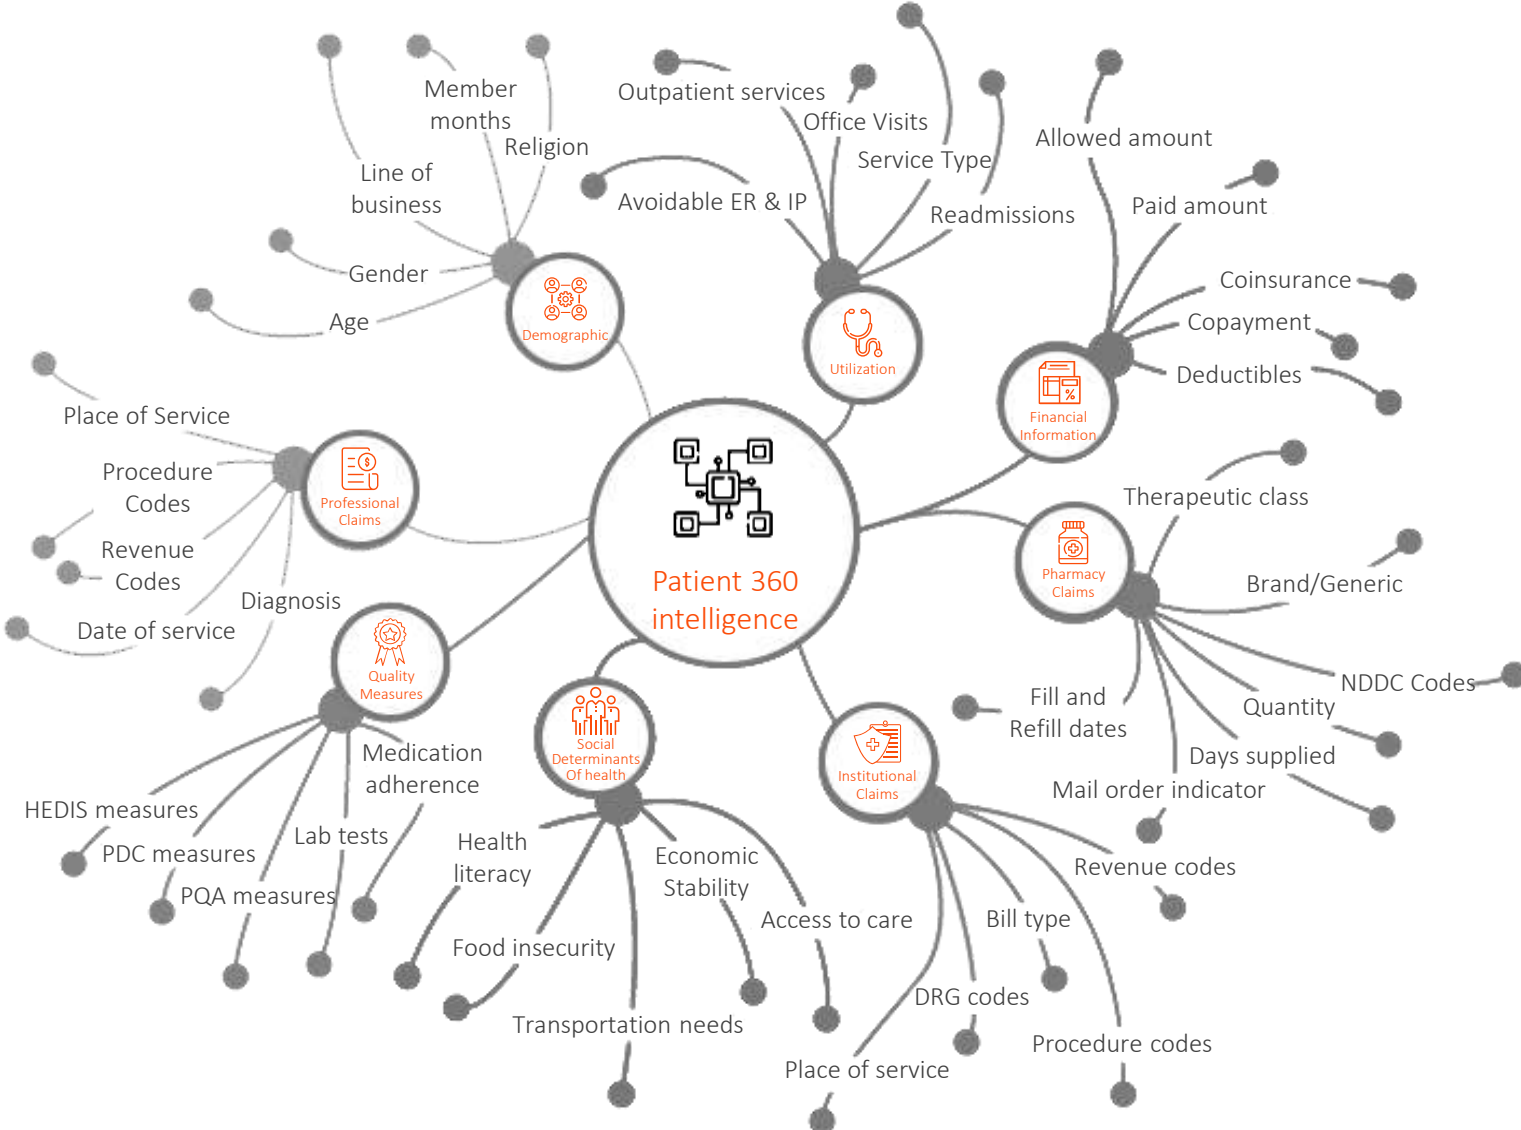 Patient 360
intelligence
Demographic
Member
months
Religion
Line of
business
Gender
Age
Utilization
Outpatient services
Office Visits
Service Type
Avoidable ER & IP
Readmissions
Financial
Information
Allowed amount
Paid amount
Coinsurance
Copayment
Deductibles
Pharmacy
Claims
Therapeutic class
Brand/Generic
NDDC Codes
Quantity
Days supplied
Mail order indicator
Fill and
Refill dates
Institutional
Claims
Revenue codes
Bill type
DRG codes
Procedure codes
Place of service
Social
Determinants
Of health
Health
literacy
Economic
Stability
Access to care
Food insecurity
Transportation needs
Quality
Measures
Medication
adherence
HEDIS measures
Lab tests
PDC measures
PQA measures
Professional
Claims
Place of Service
Procedure
Codes
Revenue
Codes
Diagnosis
Date of service